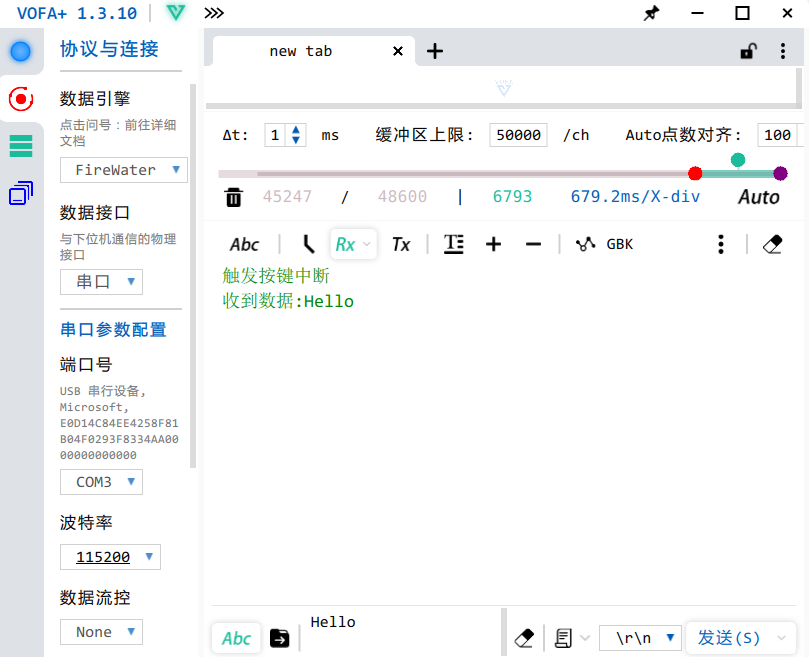 VOFA+ 1.3.10
协议与连接
数据引擎
点击问号：前往详细
文档
FireWater
数据接口
与下位机通信的物理
接口
串口
串口参数配置
端口号
USB 串行设备,
Microsoft,
E0D14C84EE4258F81
B04F0293F8334AA00
000000000000
COM3
波特率
115200
数据流控
None
new tab
Δt: 1 ms 缓冲区上限: 50000 /ch Auto点数对齐: 100
45247 / 48600 | 6793 679.2ms/X-div Auto
Abc Rx Tx GBK
触发按键中断
收到数据:Hello
Abc Hello \r\n 发送(S)